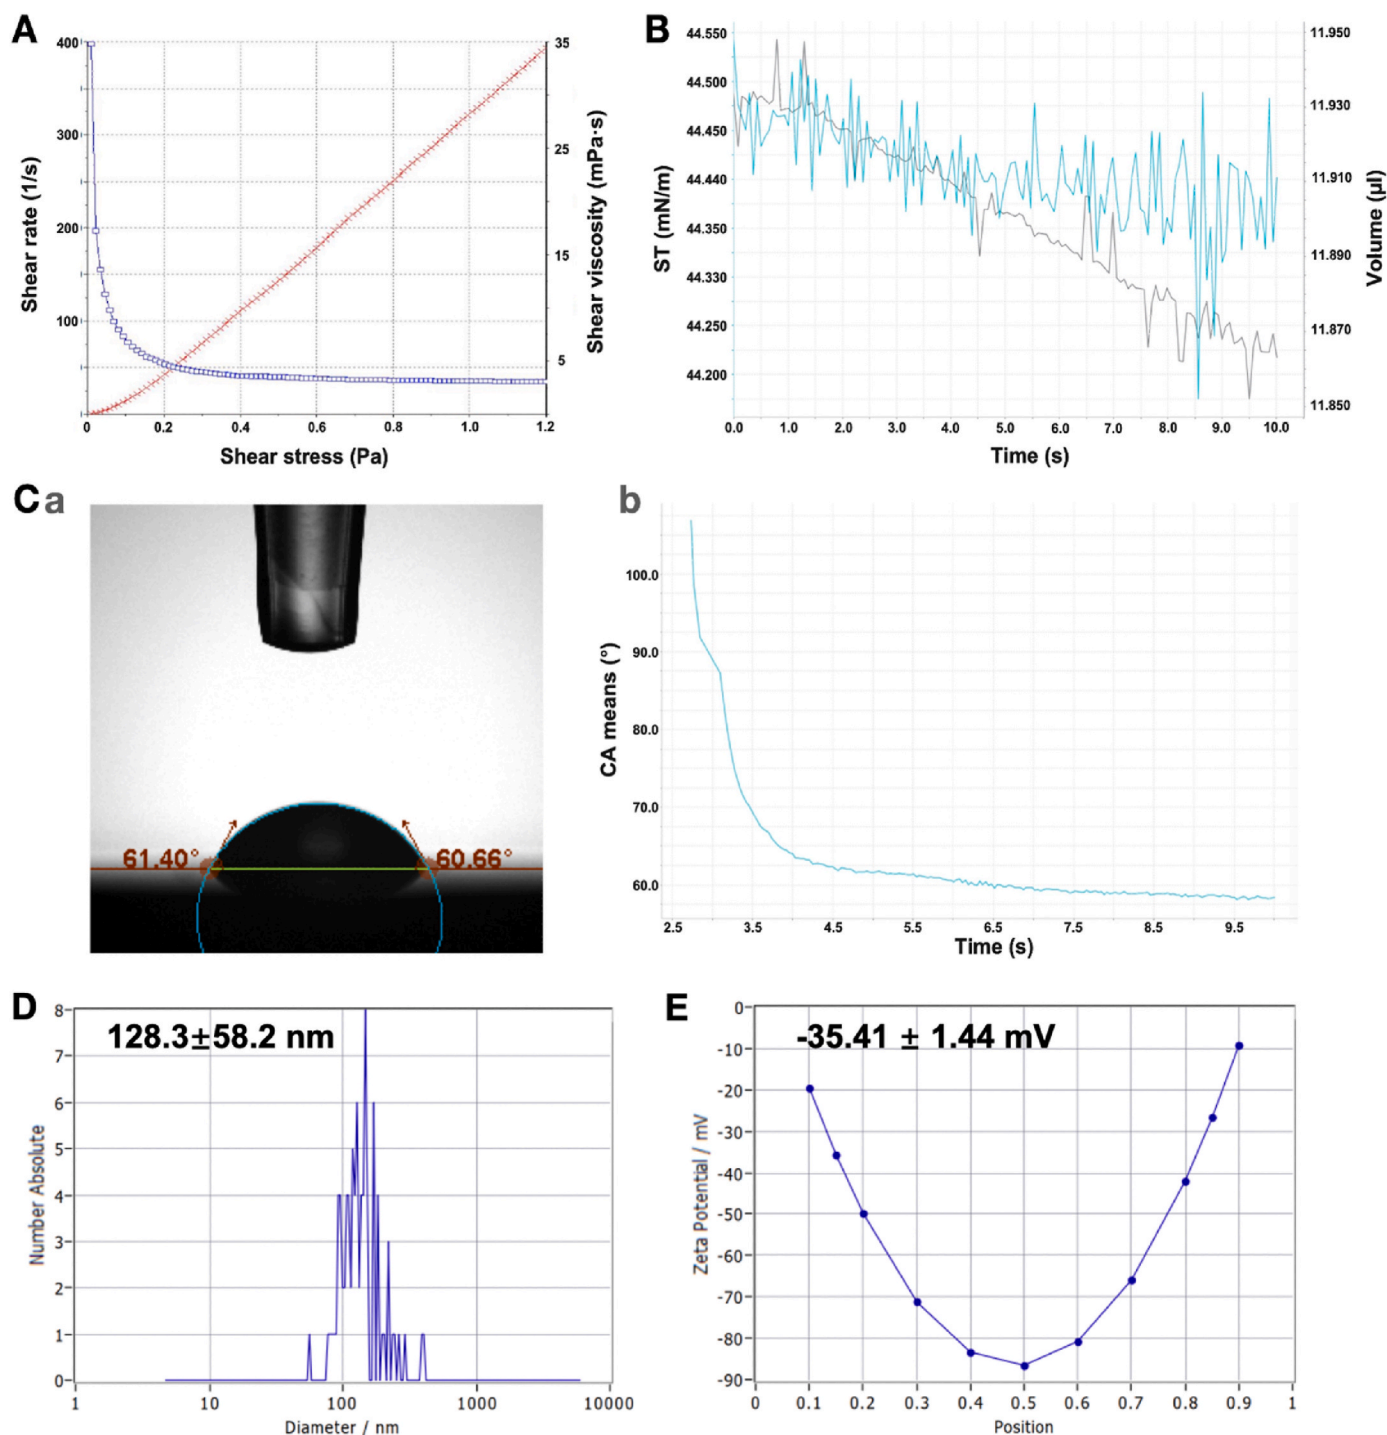 A
400
300
200
100
0
0.2
0.4
0.6
0.8
1.0
1.2
35
25
15
5
Shear rate (1/s)
Shear viscosity (mPa·s)
Shear stress (Pa)
B
44.550
44.500
44.450
44.440
44.350
44.330
44.250
44.200
11.950
11.930
11.910
11.890
11.870
11.850
ST (mN/m)
Volume (µl)
0.0 1.0 2.0 3.0 4.0 5.0 6.0 7.0 8.0 9.0 10.0
Time (s)
C a
61.40°
60.66°
b
100.0
90.0
80.0
70.0
60.0
CA means (°)
2.5 3.5 4.5 5.5 6.5 7.5 8.5 9.5
Time (s)
D
128.3±58.2 nm
8
7
6
5
4
3
2
1
0
Number Absolute
1 10 100 1000 10000
Diameter / nm
E
-35.41 ± 1.44 mV
0
-10
-20
-30
-40
-50
-60
-70
-80
-90
Zeta Potential / mV
0 0.1 0.2 0.3 0.4 0.5 0.6 0.7 0.8 0.9 1
Position